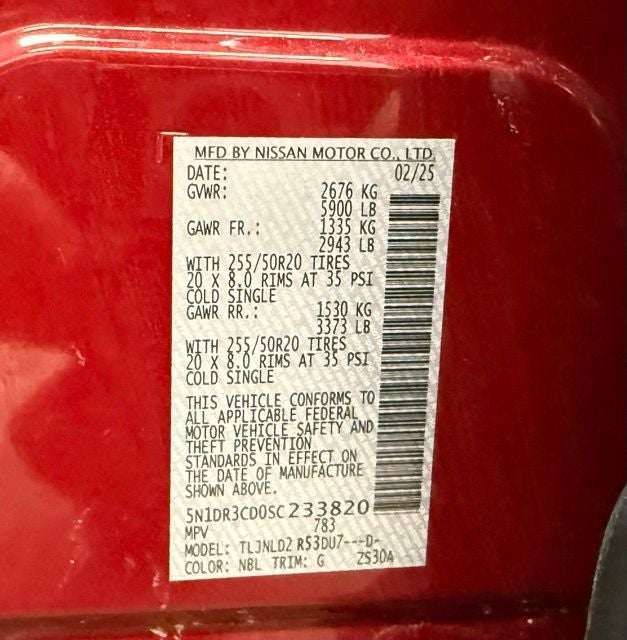 MFD BY NISSAN MOTOR CO., LTD.
DATE: 02/25
GVWR: 2676 KG
5900 LB
GAWR FR.: 1335 KG
2943 LB
WITH 255/50R20 TIRES
20 X 8.0 RIMS AT 35 PSI
COLD SINGLE
GAWR RR.: 1530 KG
3373 LB
WITH 255/50R20 TIRES
20 X 8.0 RIMS AT 35 PSI
COLD SINGLE
THIS VEHICLE CONFORMS TO
ALL APPLICABLE FEDERAL
MOTOR VEHICLE SAFETY AND
THEFT PREVENTION
STANDARDS IN EFFECT ON
THE DATE OF MANUFACTURE
SHOWN ABOVE.
5N1DR3CD0SC233820
MPV 783
MODEL: TLJNLD2 R53DU7---D-
COLOR: NBL TRIM: G ZS30A